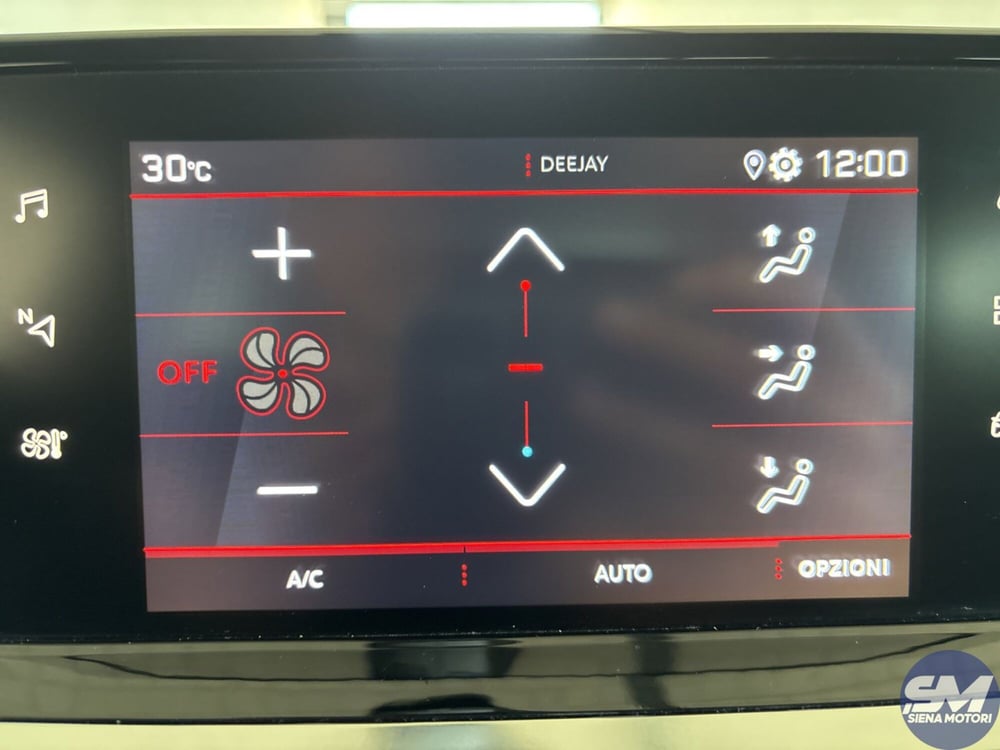 30°C
DEEJAY
12:00
N
OFF
A/C
AUTO
OPZIONI
SM
SIENA MOTORI